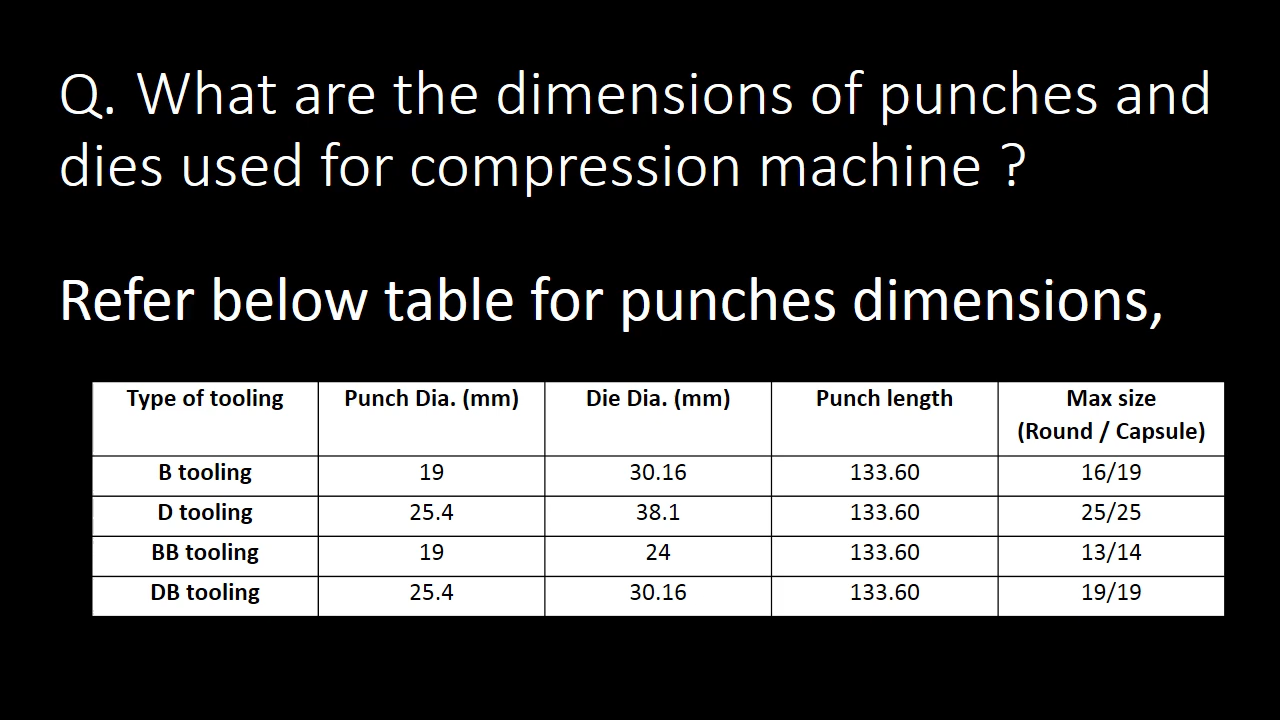 Q. What are the dimensions of punches and
dies used for compression machine ?
Refer below table for punches dimensions,
Type of tooling Punch Dia. (mm) Die Dia. (mm) Punch length Max size
(Round / Capsule)
B tooling 19 30.16 133.60 16/19
D tooling 25.4 38.1 133.60 25/25
BB tooling 19 24 133.60 13/14
DB tooling 25.4 30.16 133.60 19/19